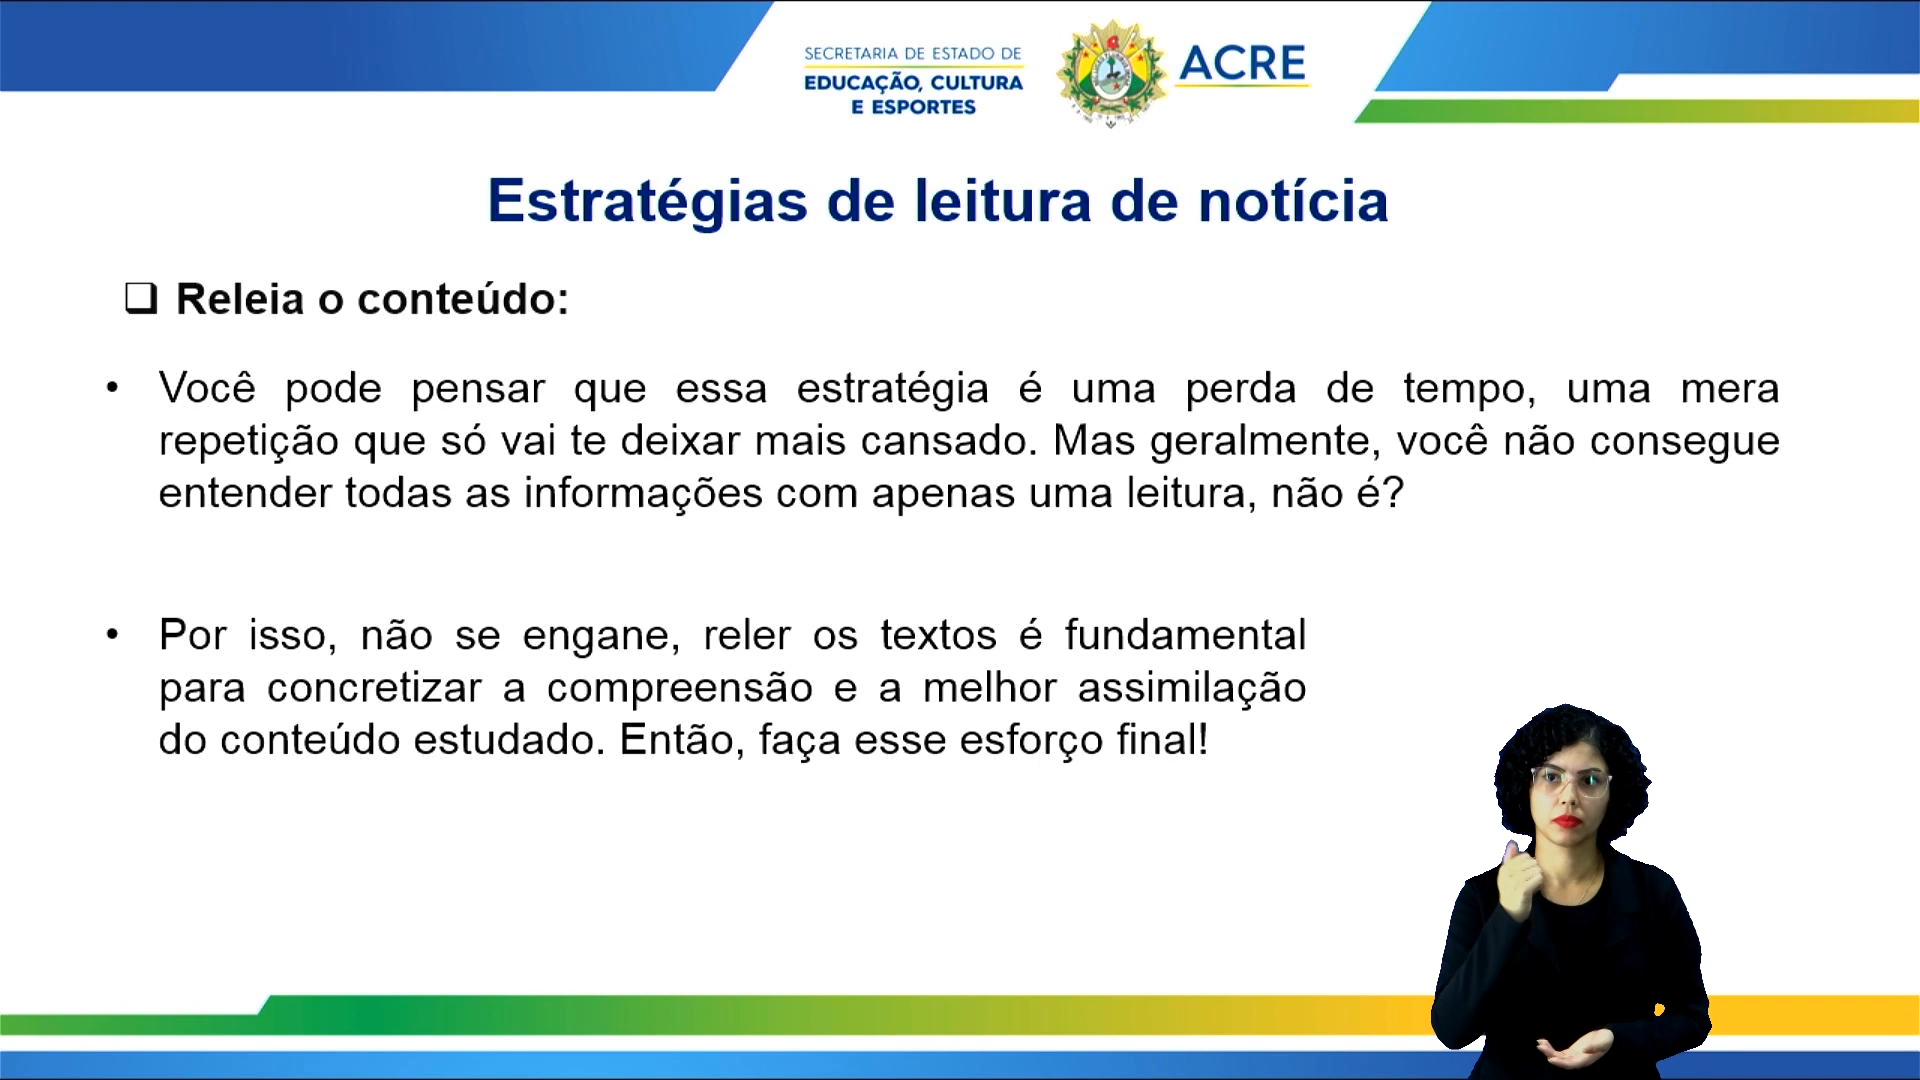 SECRETARIA DE ESTADO DE
EDUCAÇÃO, CULTURA
E ESPORTES
ACRE
Estratégias de leitura de notícia
Releia o conteúdo:
• Você pode pensar que essa estratégia é uma perda de tempo, uma mera
repetição que só vai te deixar mais cansado. Mas geralmente, você não consegue
entender todas as informações com apenas uma leitura, não é?
• Por isso, não se engane, reler os textos é fundamental
para concretizar a compreensão e a melhor assimilação
do conteúdo estudado. Então, faça esse esforço final!